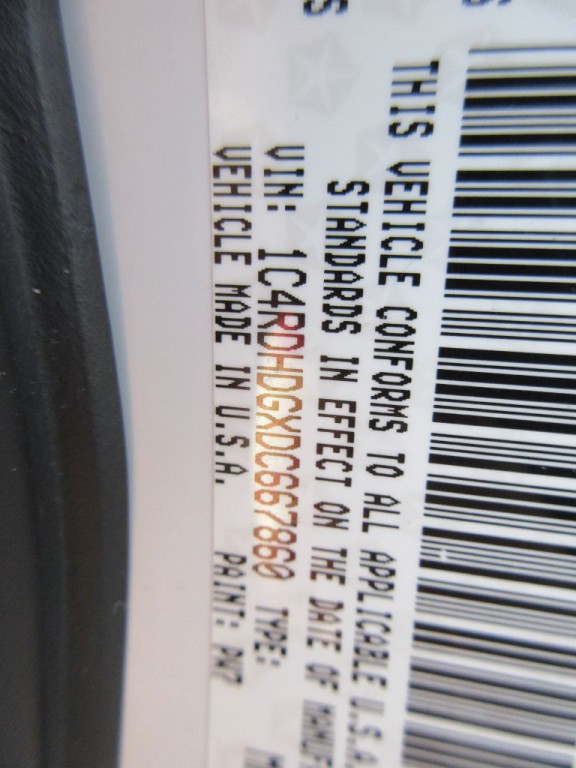 THIS VEHICLE CONFORMS TO ALL APPLICABLE U.S.A.
STANDARDS IN EFFECT ON THE DATE OF
VIN: 1C4RDHDGXDC667860 TYPE:
VEHICLE MADE IN U.S.A. PAINT: PW7